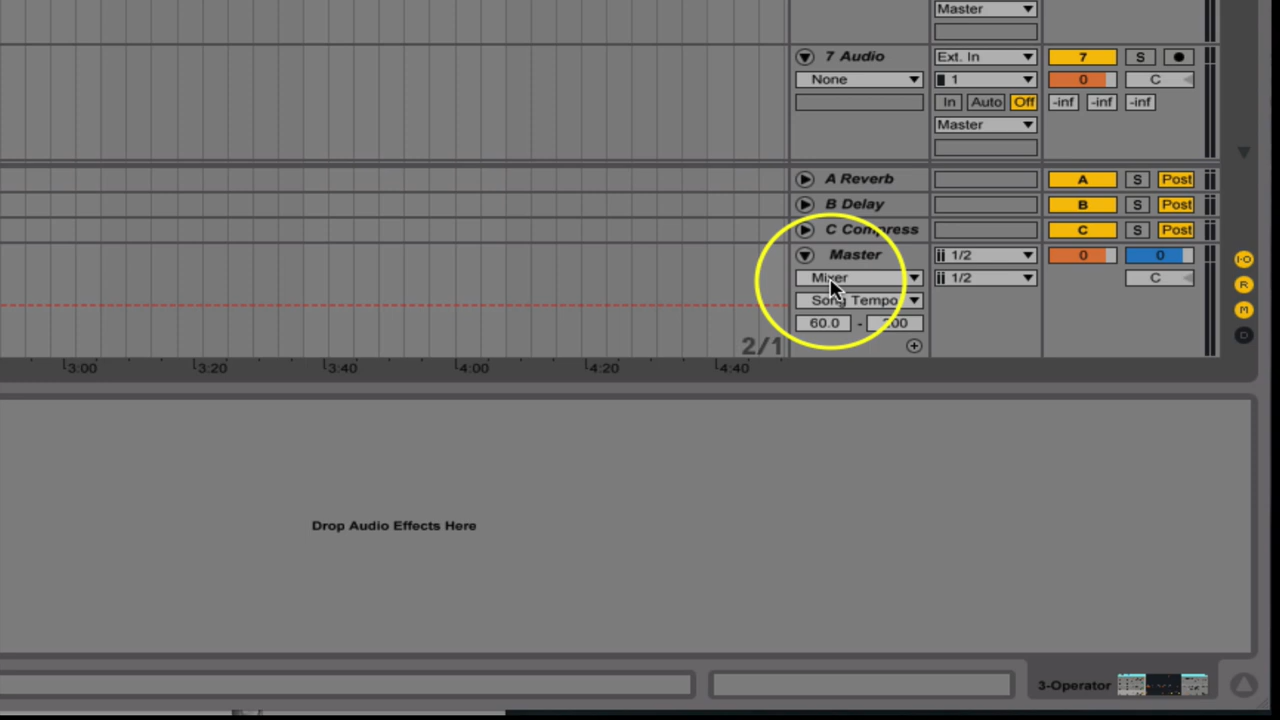 Master
7 Audio Ext. In 7 S
None 1 0 C
In Auto Off -inf -inf -inf
Master
A Reverb A S Post
B Delay B S Post
C Compress C S Post
Master 1/2 0 0
Mixer 1/2 C
Song Tempo
60.0 - 200
2/1
3:00 3:20 3:40 4:00 4:20 4:40
I·O
R
M
D
Drop Audio Effects Here
3-Operator